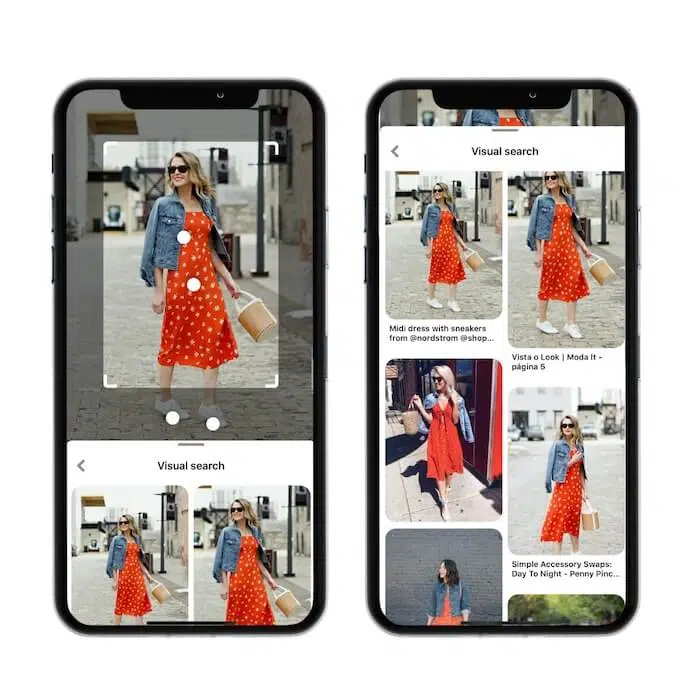 Visual search
Visual search
Midi dress with sneakers
from @nordstrom @shop...
Vista o Look | Moda It -
página 5
Simple Accessory Swaps:
Day To Night - Penny Pinc...